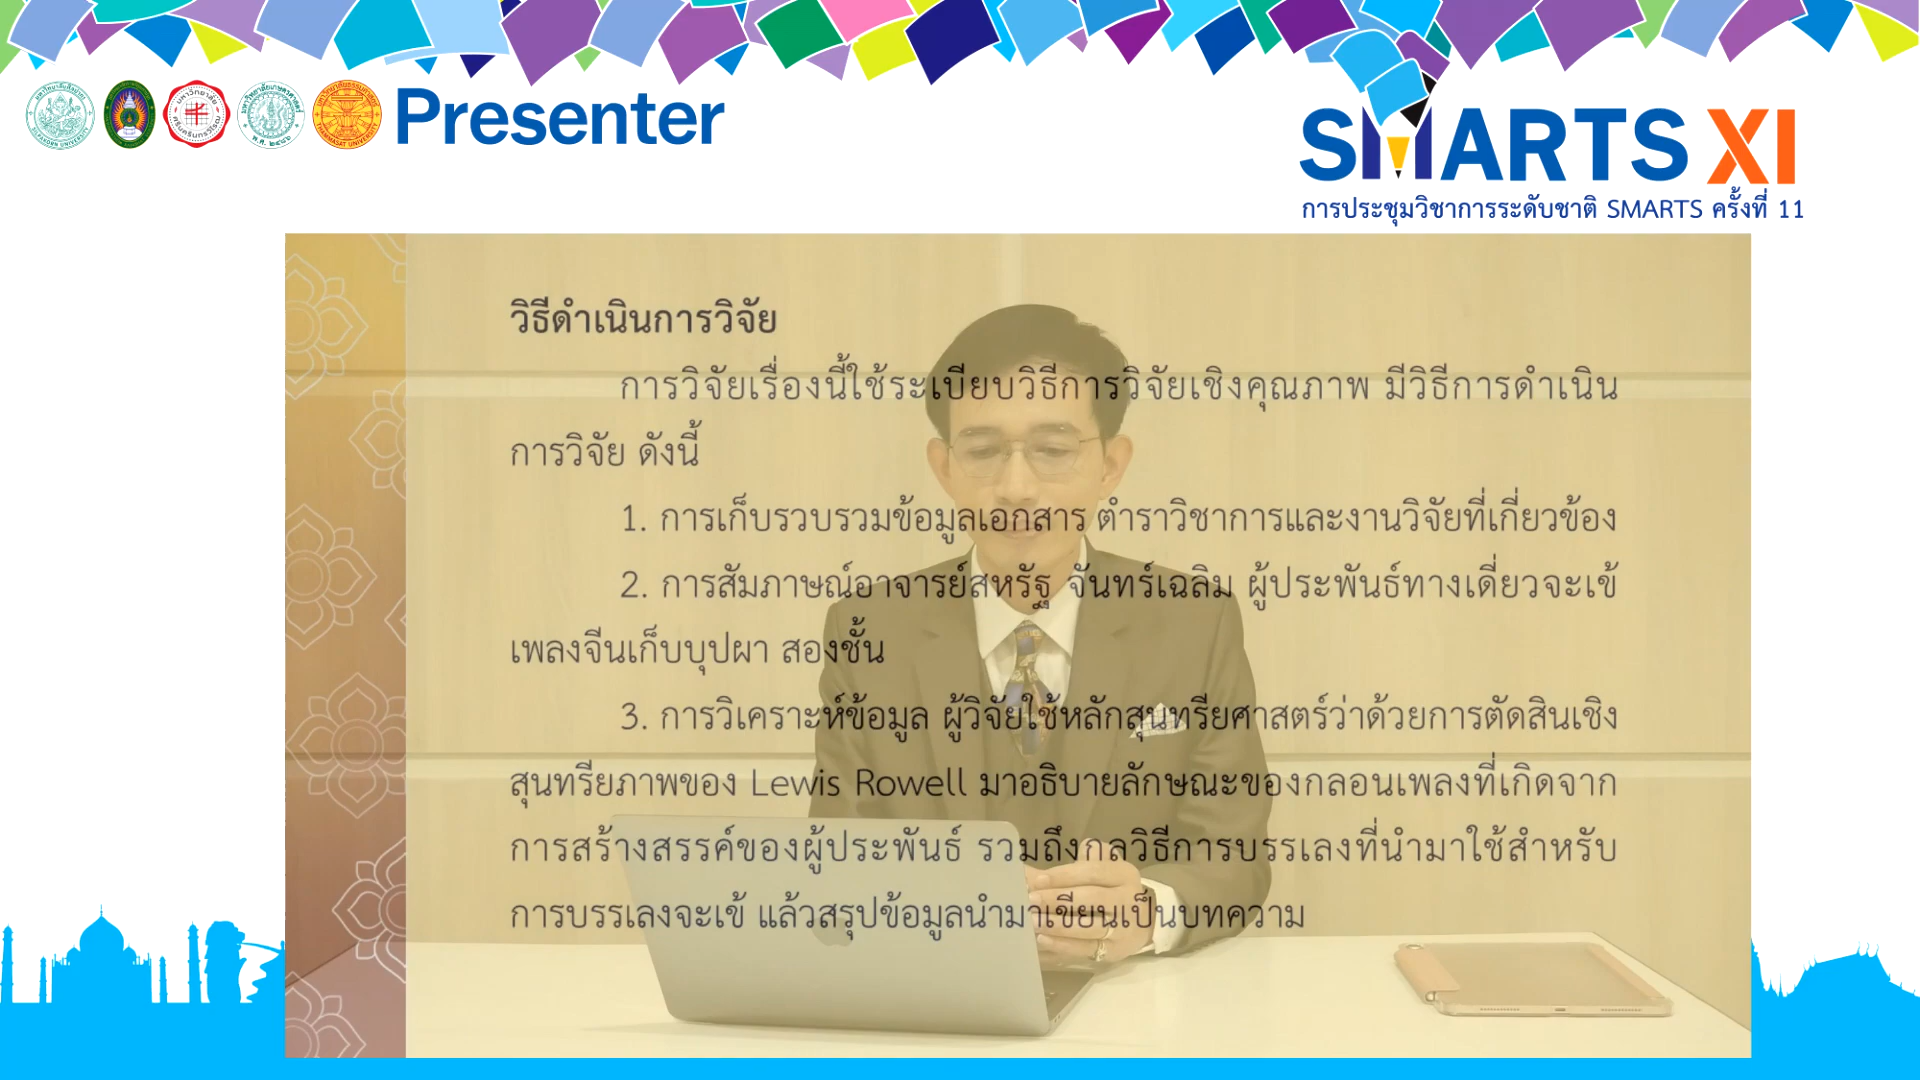 Presenter
SMARTS XI
การประชุมวิชาการระดับชาติ SMARTS ครั้งที่ 11
วิธีดำเนินการวิจัย
การวิจัยเรื่องนี้ใช้ระเบียบวิธีการวิจัยเชิงคุณภาพ มีวิธีการดำเนิน
การวิจัย ดังนี้
1. การเก็บรวบรวมข้อมูลเอกสาร ตำราวิชาการและงานวิจัยที่เกี่ยวข้อง
2. การสัมภาษณ์อาจารย์สหรัฐ จันทร์เฉลิม ผู้ประพันธ์ทางเดี่ยวจะเข้
เพลงจีนเก็บบุปผา สองชั้น
3. การวิเคราะห์ข้อมูล ผู้วิจัยใช้หลักสุนทรียศาสตร์ว่าด้วยการตัดสินเชิง
สุนทรียภาพของ Lewis Rowell มาอธิบายลักษณะของกลอนเพลงที่เกิดจาก
การสร้างสรรค์ของผู้ประพันธ์ รวมถึงกลวิธีการบรรเลงที่นำมาใช้สำหรับ
การบรรเลงจะเข้ แล้วสรุปข้อมูลนำมาเขียนเป็นบทความ